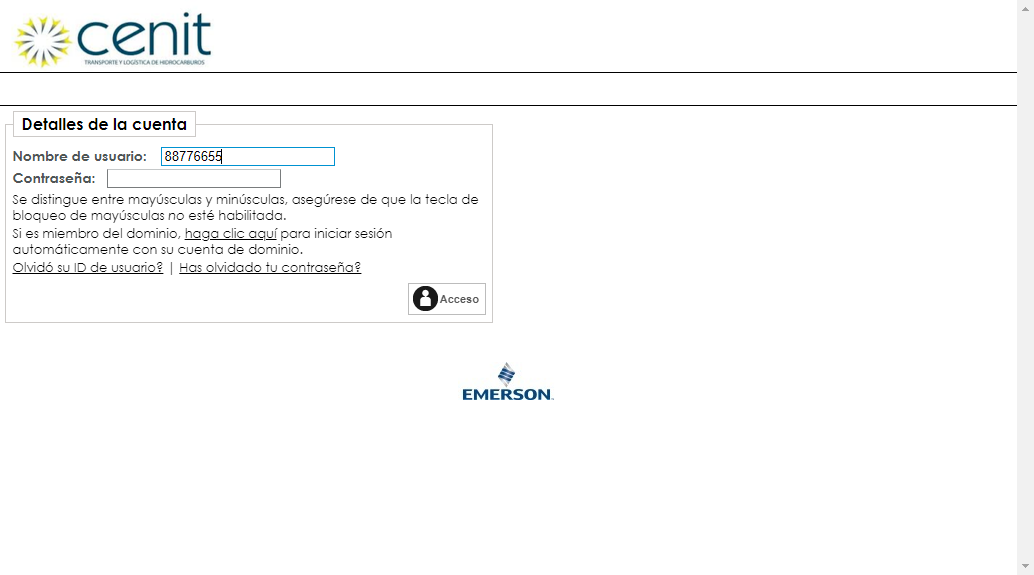 cenit
TRANSPORTE Y LOGÍSTICA DE HIDROCARBUROS
Detalles de la cuenta
Nombre de usuario: 88776655
Contraseña:
Se distingue entre mayúsculas y minúsculas, asegúrese de que la tecla de
bloqueo de mayúsculas no esté habilitada.
Si es miembro del dominio, haga clic aquí para iniciar sesión
automáticamente con su cuenta de dominio.
Olvidó su ID de usuario? | Has olvidado tu contraseña?
Acceso
EMERSON